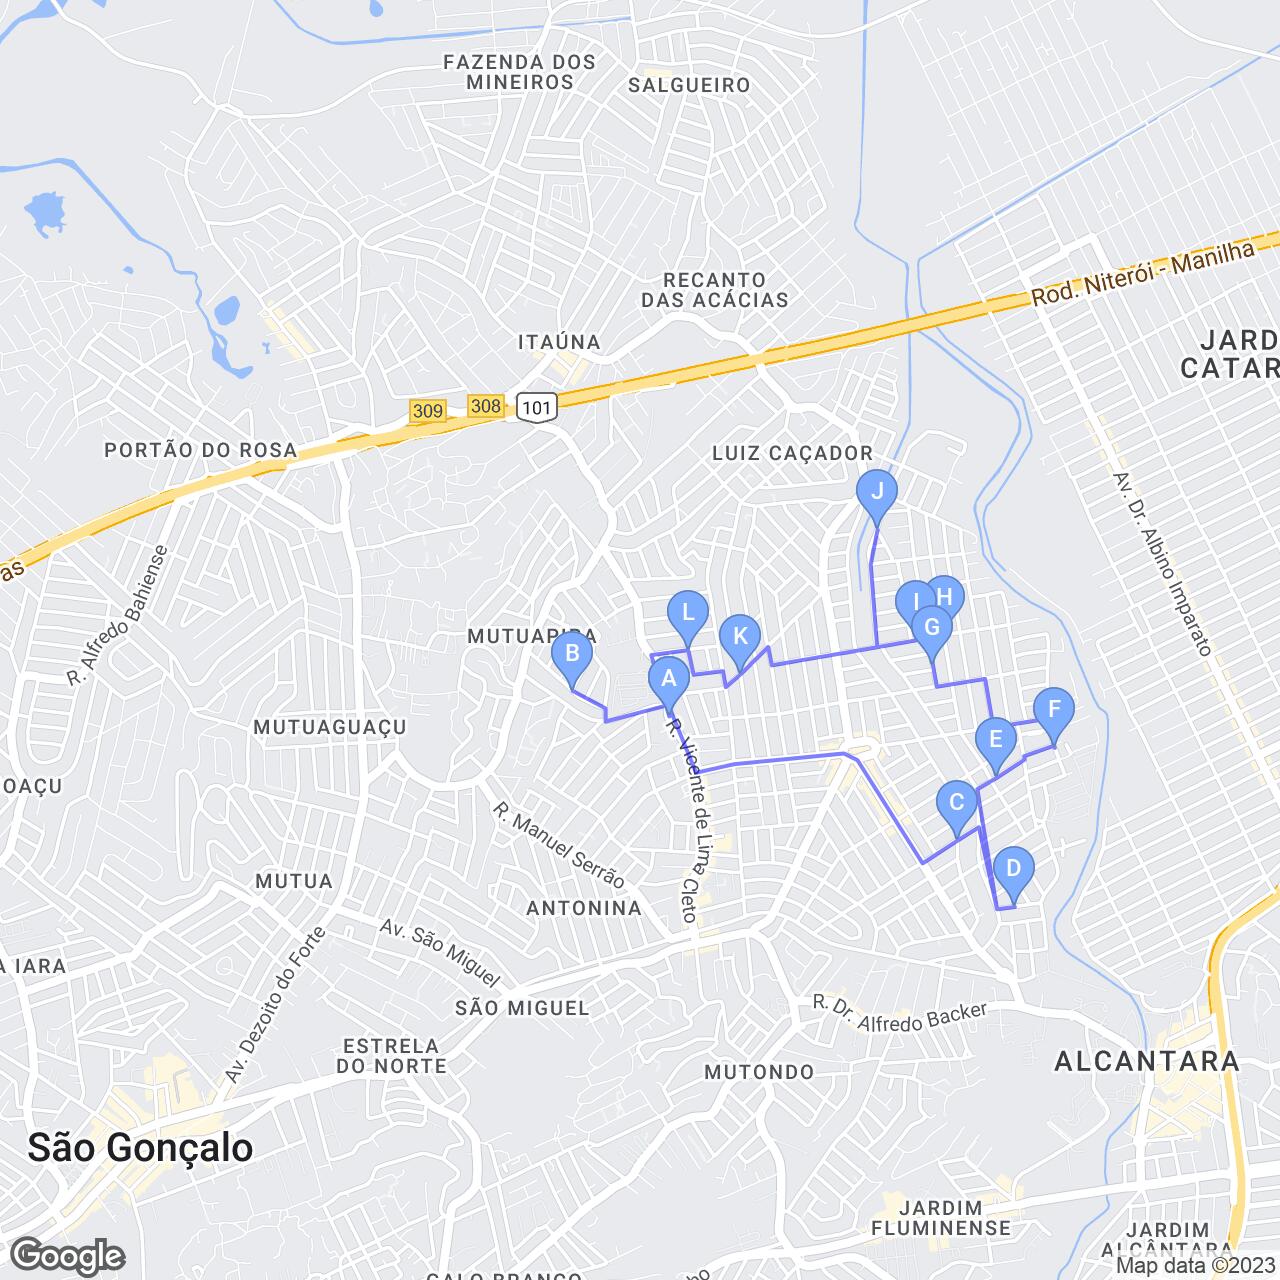 FAZENDA DOS
MINEIROS
SALGUEIRO
RECANTO
DAS ACÁCIAS
Rod. Niterói - Manilha
ITAÚNA
JARD
CATAR
101
308
309
PORTÃO DO ROSA
LUIZ CAÇADOR
J
Av. Dr. Albino Imparato
as
R. Alfredo Bahiense
I
H
L
G
K
B
A
MUTUAGUAÇU
F
E
R. Vicente de Lima Cleto
OAÇU
C
R. Manuel Serrão
D
MUTUA
ANTONINA
Av. São Miguel
A IARA
Av. Dezoito do Forte
SÃO MIGUEL
R. Dr. Alfredo Backer
ESTRELA
DO NORTE
ALCANTARA
MUTONDO
São Gonçalo
JARDIM
FLUMINENSE
JARDIM
ALCÂNTARA
Google
Map data ©2023